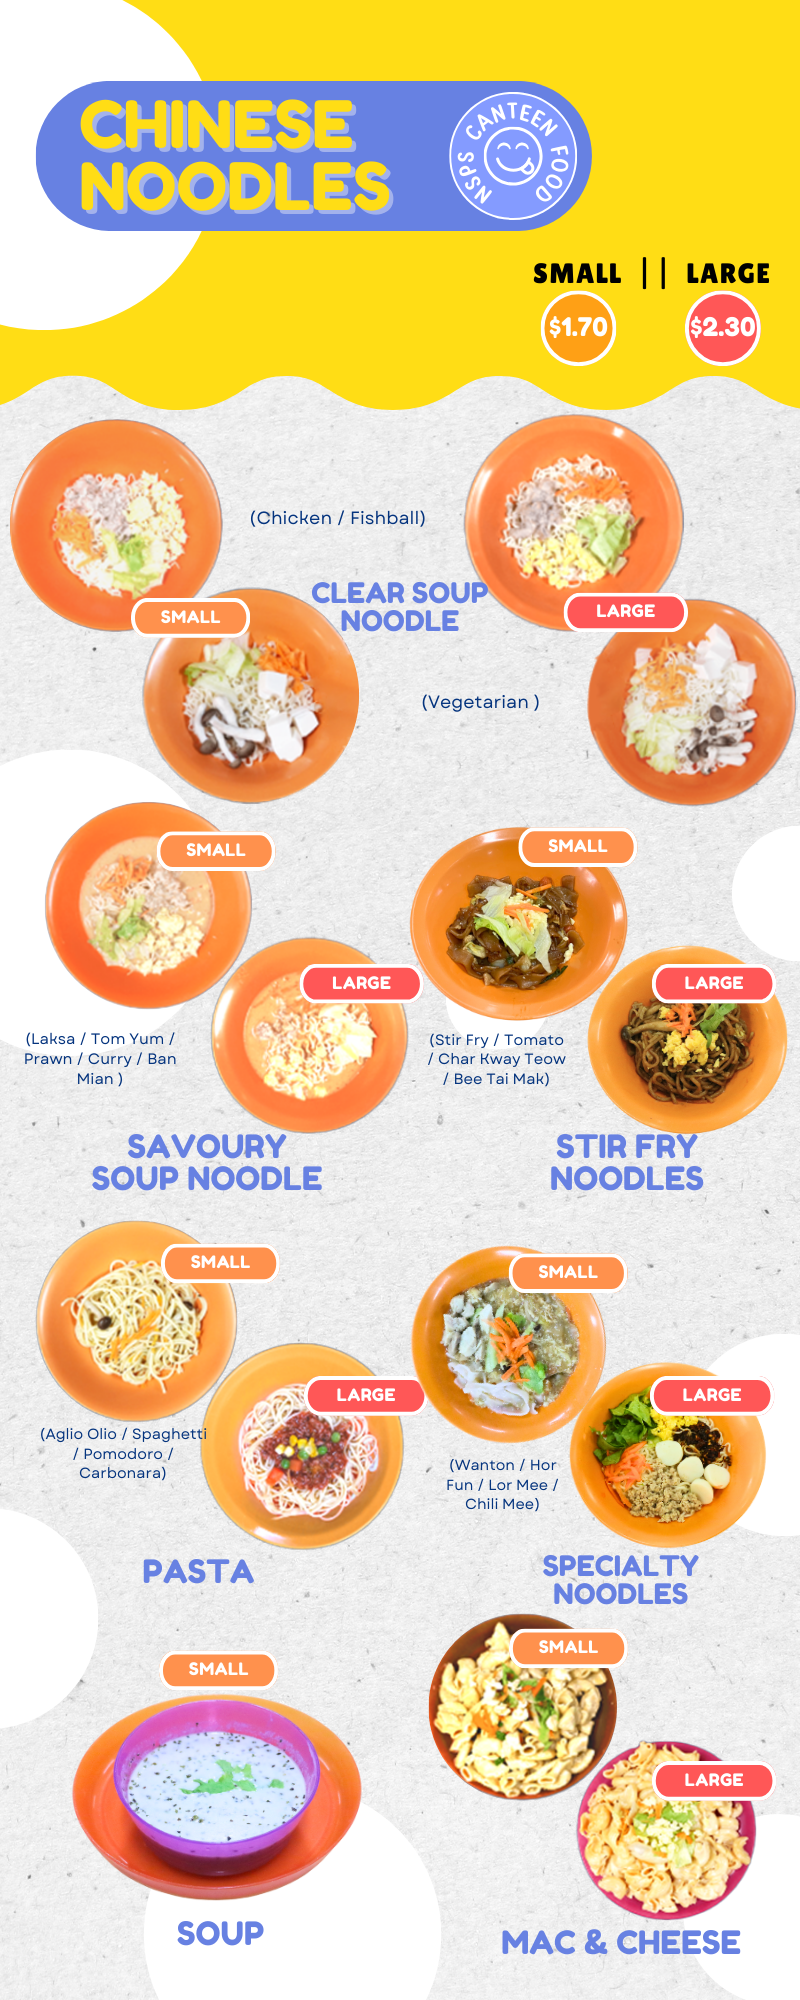 CHINESE
NOODLES
NSPS CANTEEN FOOD
SMALL || LARGE
$1.70 $2.30
(Chicken / Fishball)
CLEAR SOUP
NOODLE
SMALL
LARGE
(Vegetarian )
SMALL
LARGE
(Laksa / Tom Yum /
Prawn / Curry / Ban
Mian )
SAVOURY
SOUP NOODLE
SMALL
LARGE
(Stir Fry / Tomato
/ Char Kway Teow
/ Bee Tai Mak)
STIR FRY
NOODLES
SMALL
LARGE
(Aglio Olio / Spaghetti
/ Pomodoro /
Carbonara)
PASTA
SMALL
LARGE
(Wanton / Hor
Fun / Lor Mee /
Chili Mee)
SPECIALTY
NOODLES
SMALL
SOUP
SMALL
LARGE
MAC & CHEESE